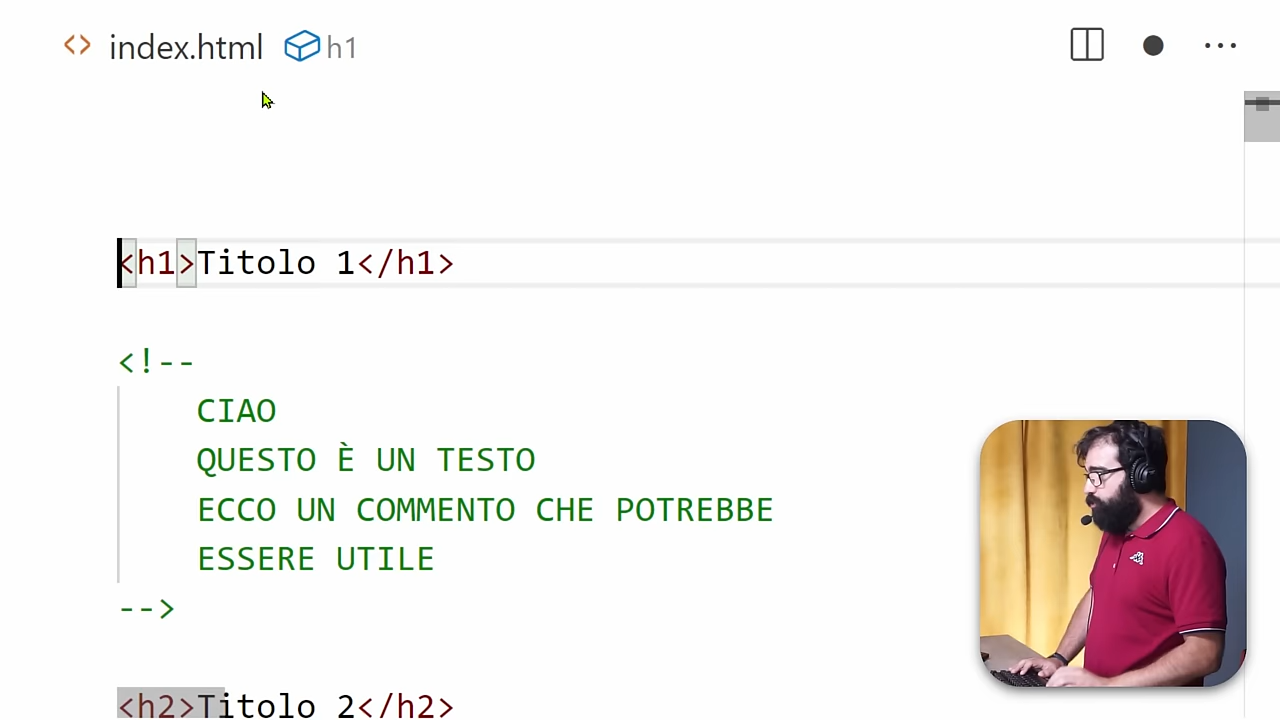 <> index.html h1
<h1>Titolo 1</h1>
<!--
CIAO
QUESTO È UN TESTO
ECCO UN COMMENTO CHE POTREBBE
ESSERE UTILE
-->
<h2>Titolo 2</h2>